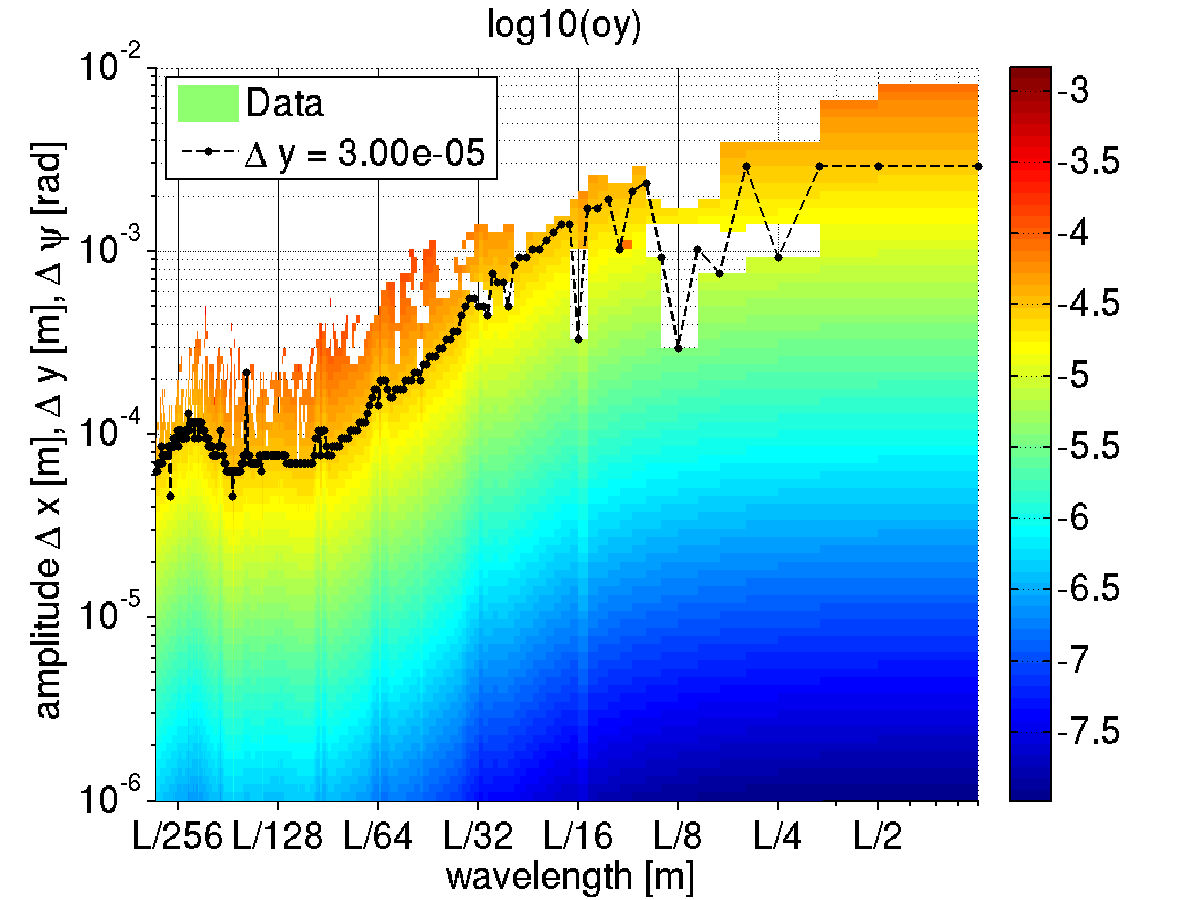 log10(oy)
10^-2
10^-3
10^-4
10^-5
10^-6
amplitude Δ x [m], Δ y [m], Δ ψ [rad]
Data
Δ y = 3.00e-05
L/256 L/128 L/64 L/32 L/16 L/8 L/4 L/2
wavelength [m]
-3
-3.5
-4
-4.5
-5
-5.5
-6
-6.5
-7
-7.5